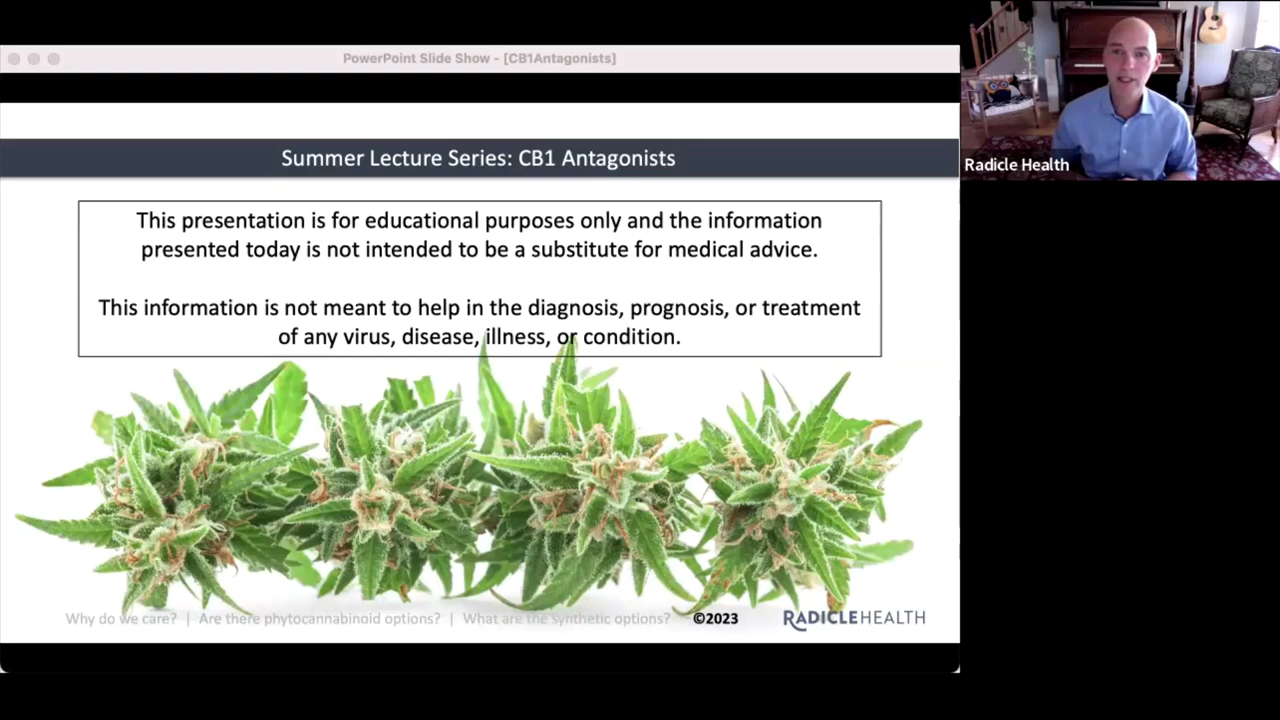 PowerPoint Slide Show - [CB1Antagonists]
Summer Lecture Series: CB1 Antagonists
This presentation is for educational purposes only and the information
presented today is not intended to be a substitute for medical advice.
This information is not meant to help in the diagnosis, prognosis, or treatment
of any virus, disease, illness, or condition.
Why do we care? | Are there phytocannabinoid options? | What are the synthetic options? ©2023 RADICLEHEALTH
Radicle Health